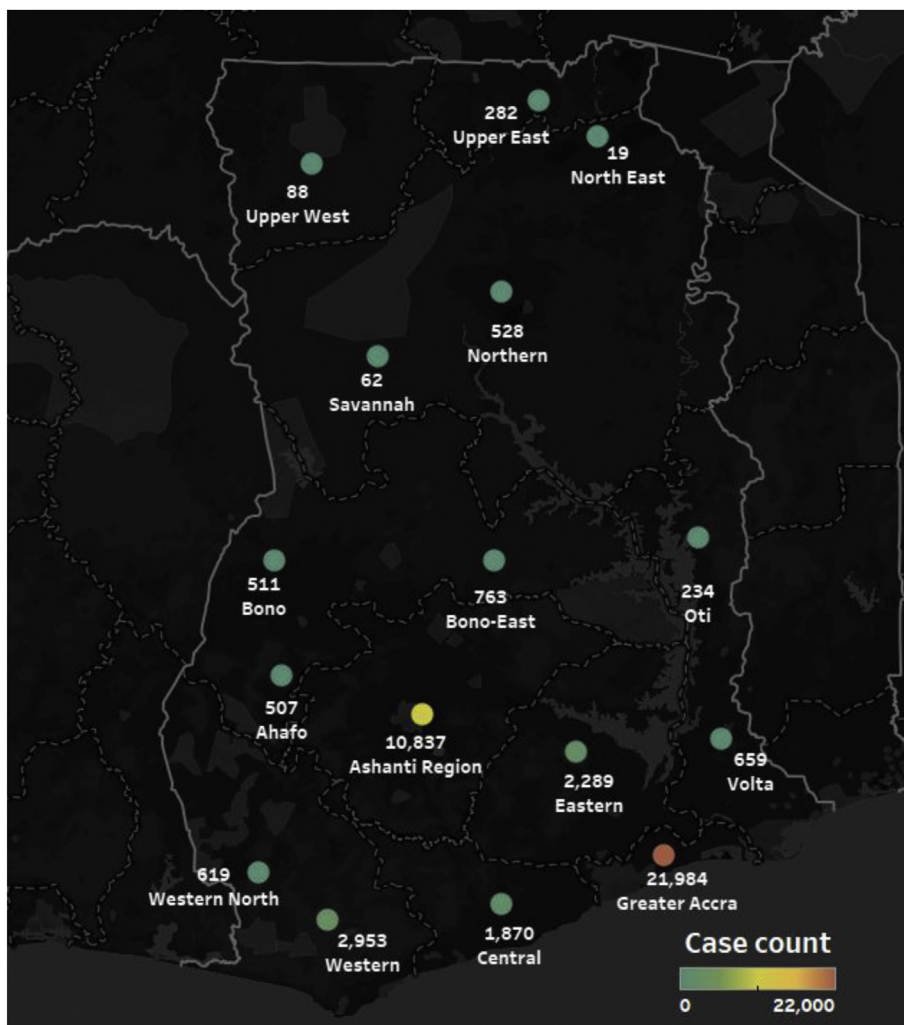 282
Upper East
19
North East
88
Upper West
528
Northern
62
Savannah
511
Bono
763
Bono-East
234
Oti
507
Ahafo
10,837
Ashanti Region
2,289
Eastern
659
Volta
619
Western North
21,984
Greater Accra
2,953
Western
1,870
Central
Case count
0 22,000